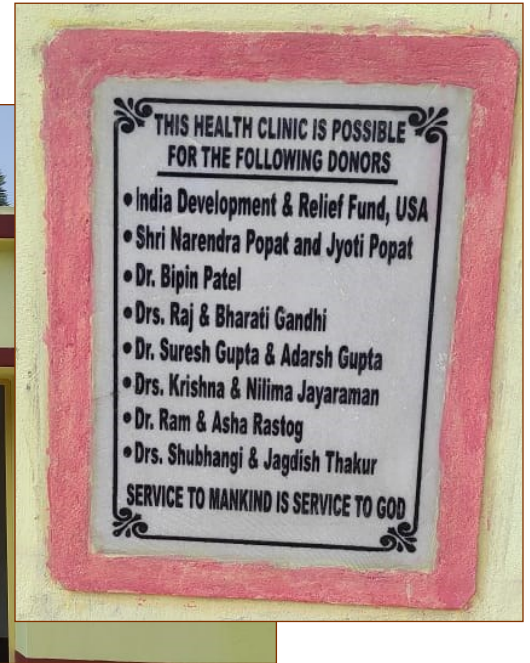 THIS HEALTH CLINIC IS POSSIBLE
FOR THE FOLLOWING DONORS
• India Development & Relief Fund, USA
• Shri Narendra Popat and Jyoti Popat
• Dr. Bipin Patel
• Drs. Raj & Bharati Gandhi
• Dr. Suresh Gupta & Adarsh Gupta
• Drs. Krishna & Nilima Jayaraman
• Dr. Ram & Asha Rastog
• Drs. Shubhangi & Jagdish Thakur
SERVICE TO MANKIND IS SERVICE TO GOD